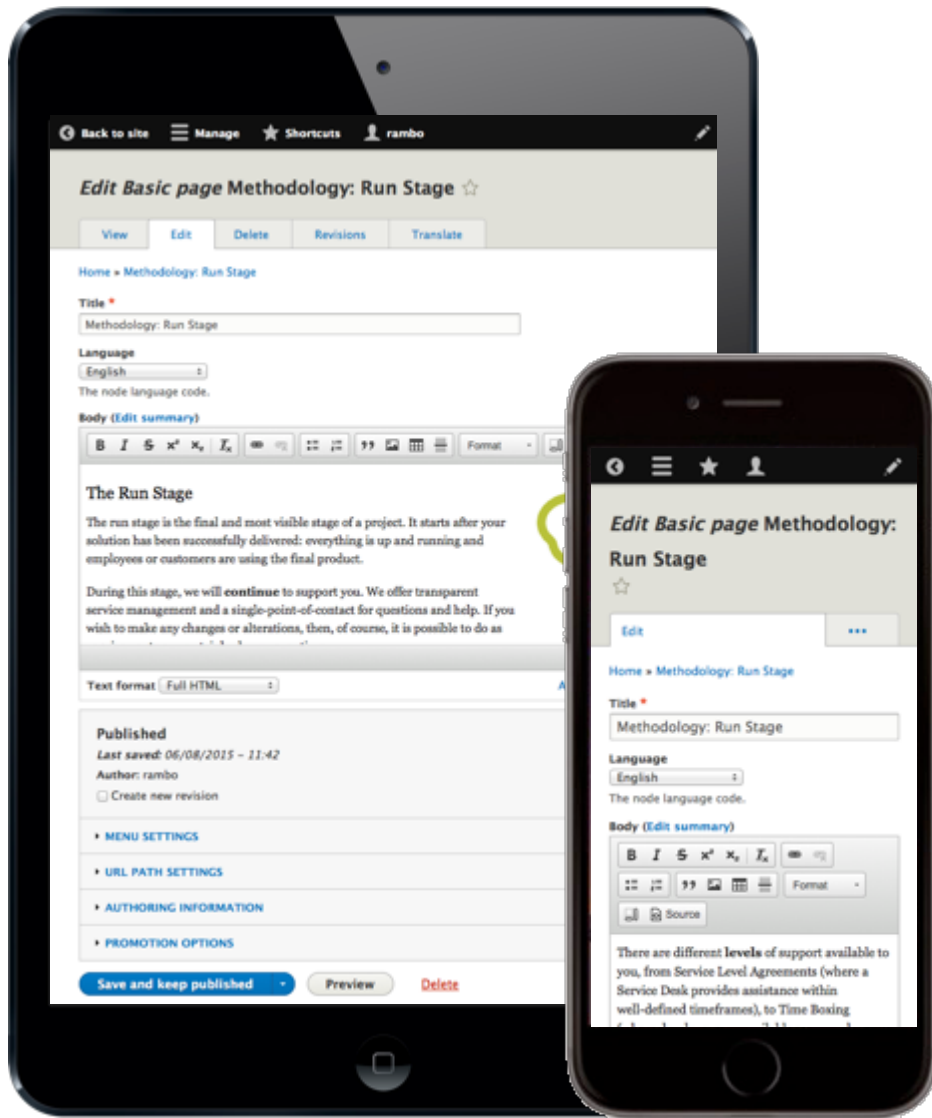 Back to site Manage Shortcuts rambo
Edit Basic page Methodology: Run Stage
View Edit Delete Revisions Translate
Home » Methodology: Run Stage
Title *
Methodology: Run Stage
Language
English
The node language code.
Body (Edit summary)
B I S x² xₑ Iₓ Format
The Run Stage
The run stage is the final and most visible stage of a project. It starts after your
solution has been successfully delivered: everything is up and running and
employees or customers are using the final product.
During this stage, we will continue to support you. We offer transparent
service management and a single-point-of-contact for questions and help. If you
wish to make any changes or alterations, then, of course, it is possible to do as
Text format Full HTML
Published
Last saved: 06/08/2015 – 11:42
Author: rambo
Create new revision
MENU SETTINGS
URL PATH SETTINGS
AUTHORING INFORMATION
PROMOTION OPTIONS
Save and keep published Preview Delete
Edit Basic page Methodology:
Run Stage
Edit
Home » Methodology: Run Stage
Title *
Methodology: Run Stage
Language
English
The node language code.
Body (Edit summary)
B I S x² xₑ Iₓ
Format
Source
There are different levels of support available to
you, from Service Level Agreements (where a
Service Desk provides assistance within
well-defined timeframes), to Time Boxing